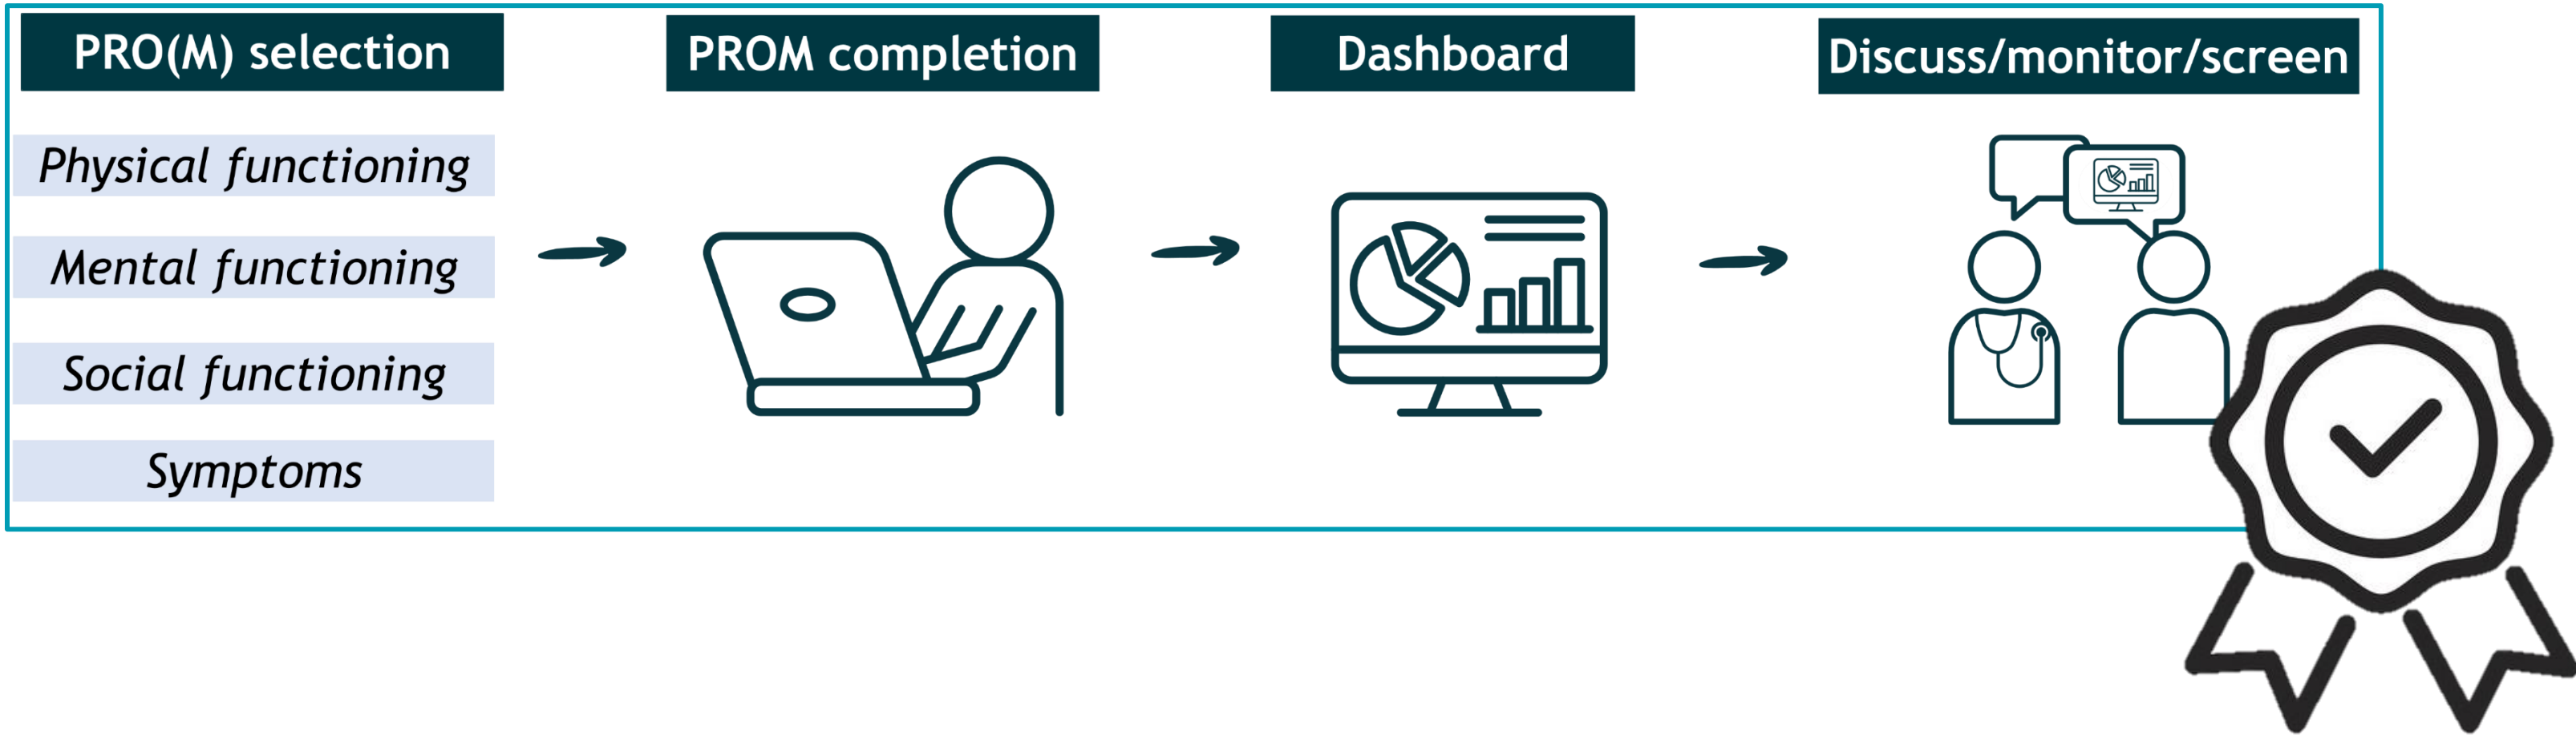 PRO(M) selection
PROM completion
Dashboard
Discuss/monitor/screen
Physical functioning
Mental functioning
Social functioning
Symptoms